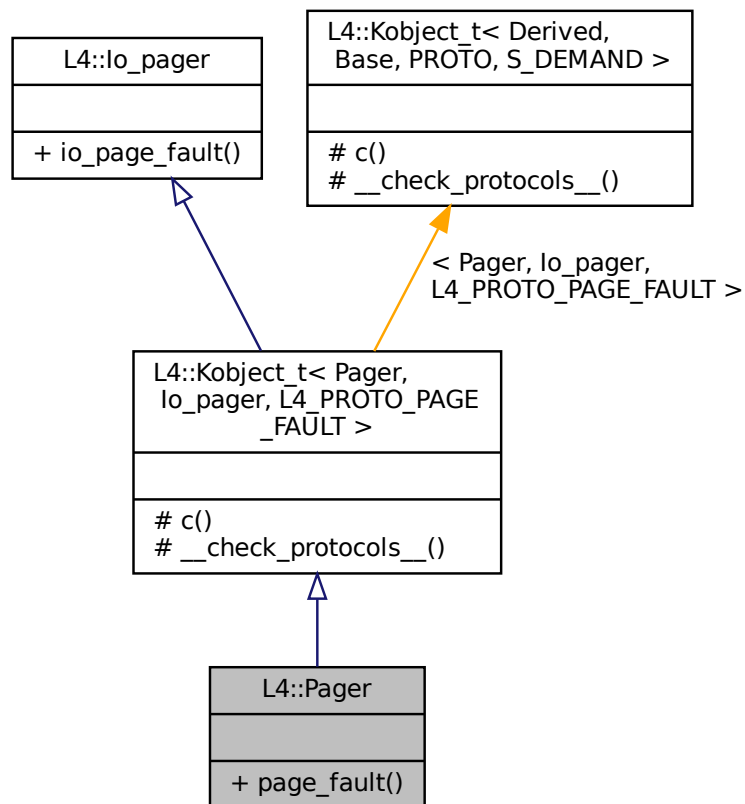 L4::Io_pager
+ io_page_fault()
L4::Kobject_t< Derived,
Base, PROTO, S_DEMAND >
# c()
# __check_protocols__()
< Pager, Io_pager,
L4_PROTO_PAGE_FAULT >
L4::Kobject_t< Pager,
Io_pager, L4_PROTO_PAGE
_FAULT >
# c()
# __check_protocols__()
L4::Pager
+ page_fault()